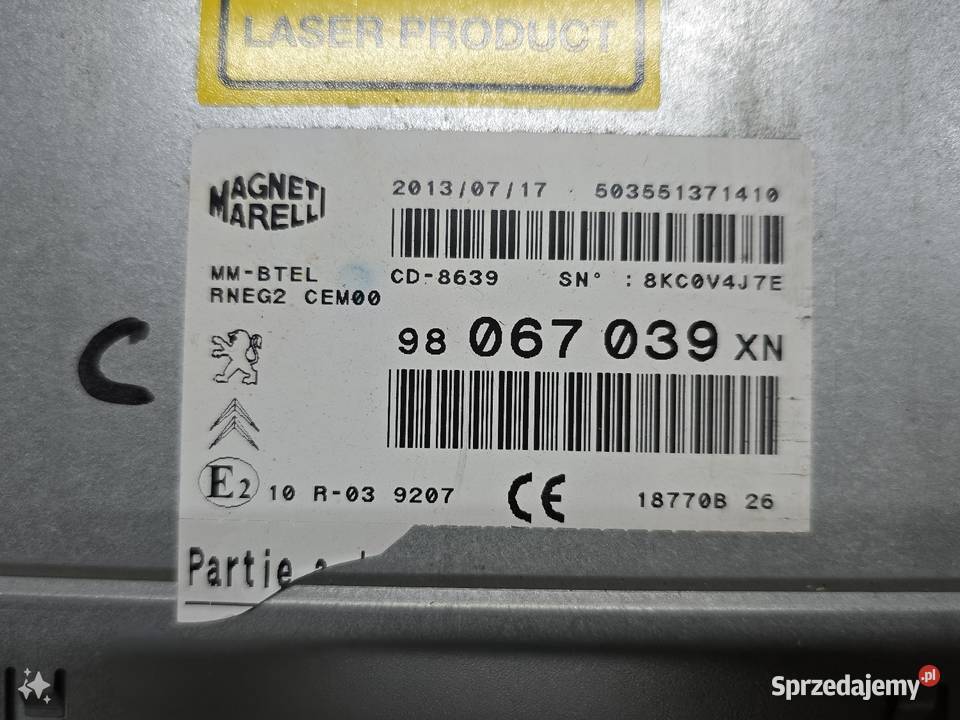 LASER PRODUCT
MAGNETI
MARELLI
2013/07/17 503551371410
MM-BTEL CD-8639 SN° : 8KC0V4J7E
RNEG2 CEM00
98 067 039 XN
E2 10 R-03 9207 CE 18770B 26
Partie
C
Sprzedajemy.pl